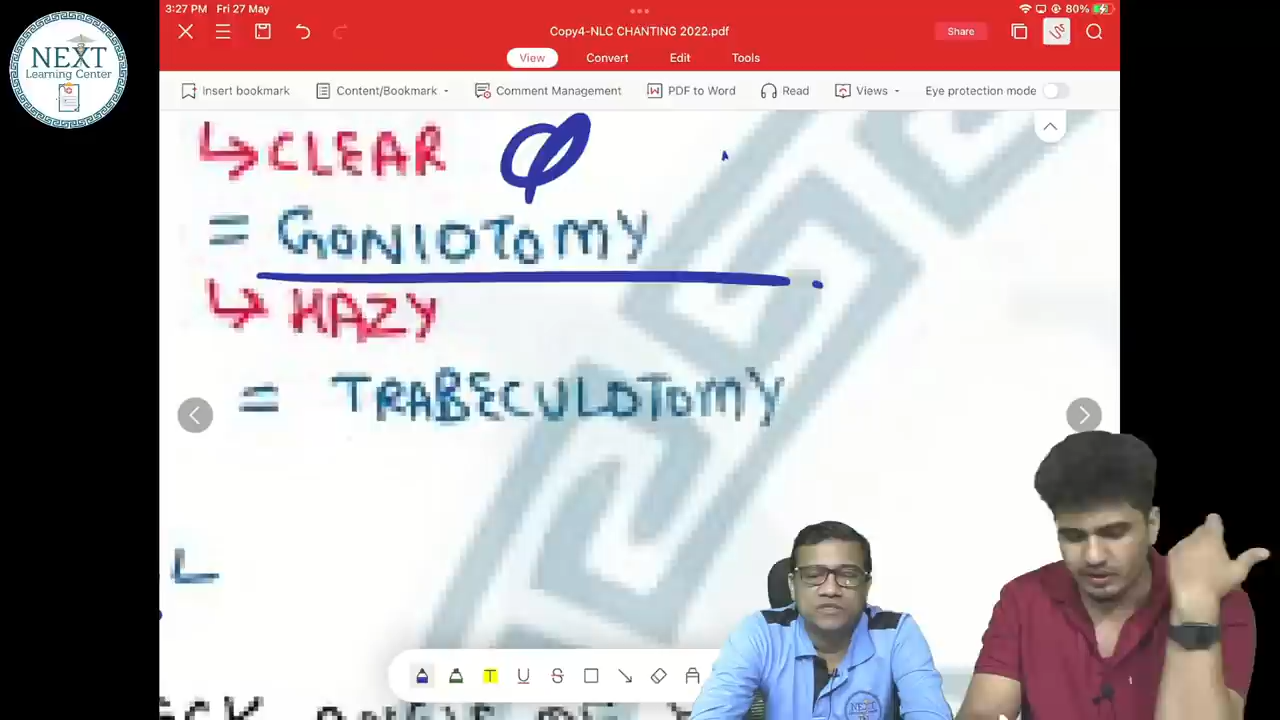 3:27 PM Fri 27 May
80%
Copy4-NLC CHANTING 2022.pdf
Share
View Convert Edit Tools
Insert bookmark Content/Bookmark Comment Management PDF to Word Read Views Eye protection mode
NEXT
Learning Center
↳ CLEAR φ
= GONIOTOMY
↳ HAZY
= TRABECULOTOMY
L
T U S
NEXT